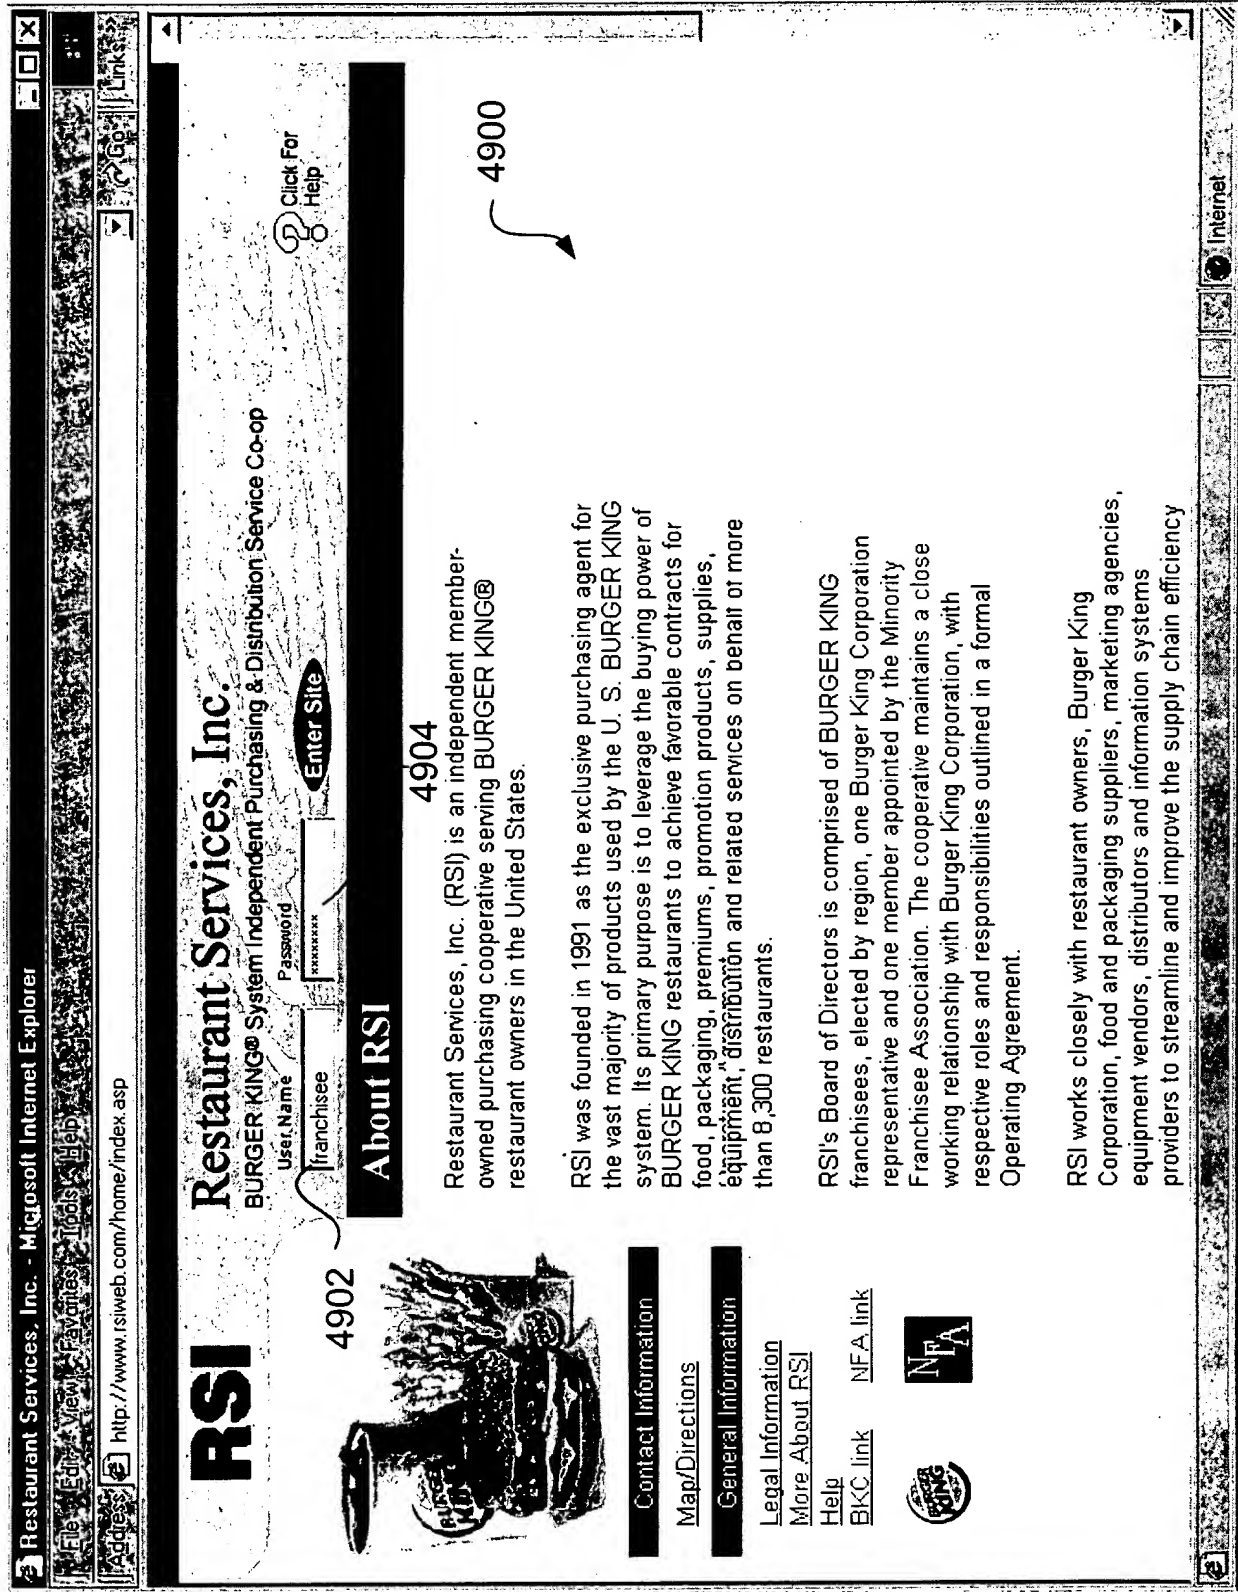 Restaurant Services, Inc. - Microsoft Internet Explorer
File Edit View Favorites Tools Help
Address http://www.rsiweb.com/home/index.asp Go Links »
RSI
Restaurant Services, Inc.
BURGER KING® System Independent Purchasing & Distribution Service Co-op
User Name Password
franchisee xxxxxxxx Enter Site
Click For
Help
4902
4904
4900
About RSI
BURGER
KING
Contact Information
Map/Directions
General Information
Legal Information
More About RSI
Help
BKC link NFA link
BURGER
KING
NFA
Restaurant Services, Inc. (RSI) is an independent member-
owned purchasing cooperative serving BURGER KING®
restaurant owners in the United States.
RSI was founded in 1991 as the exclusive purchasing agent for
the vast majority of products used by the U. S. BURGER KING
system. Its primary purpose is to leverage the buying power of
BURGER KING restaurants to achieve favorable contracts for
food, packaging, premiums, promotion products, supplies,
equipment, distribution and related services on behalf of more
than 8,300 restaurants.
RSI's Board of Directors is comprised of BURGER KING
franchisees, elected by region, one Burger King Corporation
representative and one member appointed by the Minority
Franchisee Association. The cooperative maintains a close
working relationship with Burger King Corporation, with
respective roles and responsibilities outlined in a formal
Operating Agreement.
RSI works closely with restaurant owners, Burger King
Corporation, food and packaging suppliers, marketing agencies,
equipment vendors, distributors and information systems
providers to streamline and improve the supply chain efficiency
Internet